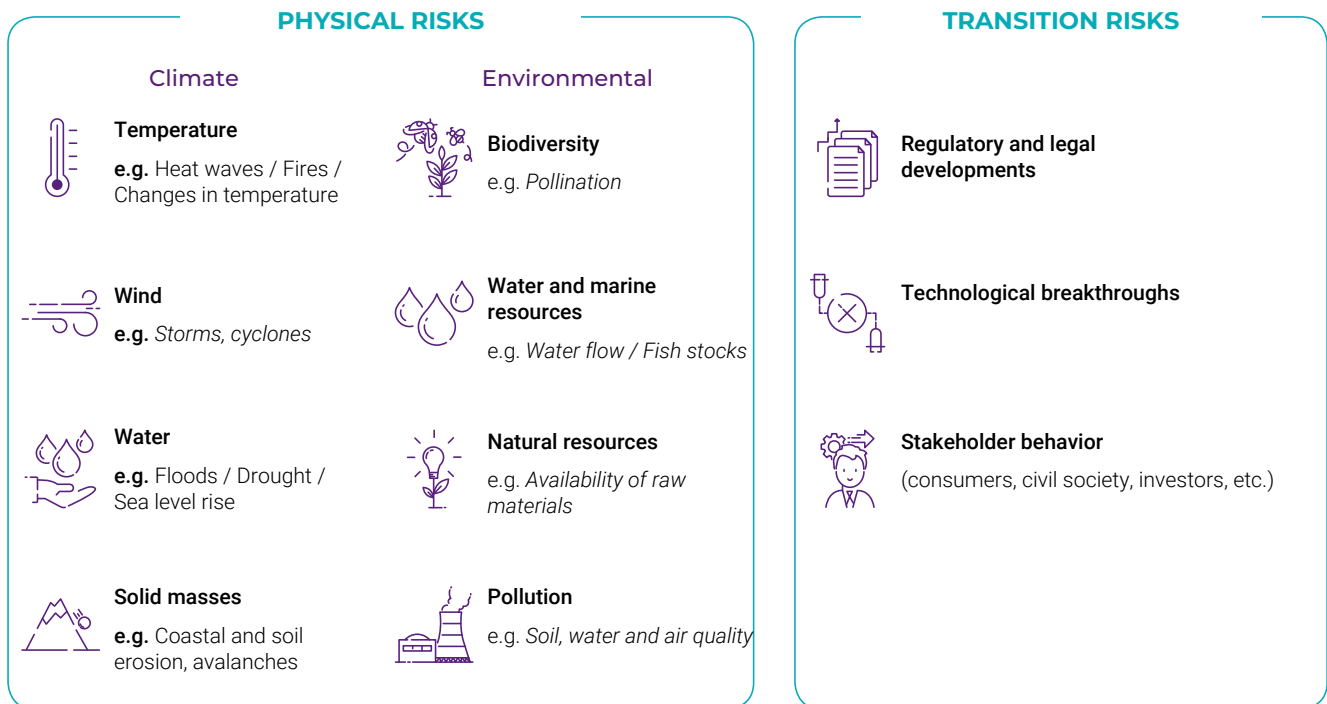 PHYSICAL RISKS
Climate
Temperature
e.g. Heat waves / Fires /
Changes in temperature
Wind
e.g. Storms, cyclones
Water
e.g. Floods / Drought /
Sea level rise
Solid masses
e.g. Coastal and soil
erosion, avalanches
Environmental
Biodiversity
e.g. Pollination
Water and marine
resources
e.g. Water flow / Fish stocks
Natural resources
e.g. Availability of raw
materials
Pollution
e.g. Soil, water and air quality
TRANSITION RISKS
Regulatory and legal
developments
Technological breakthroughs
Stakeholder behavior
(consumers, civil society, investors, etc.)